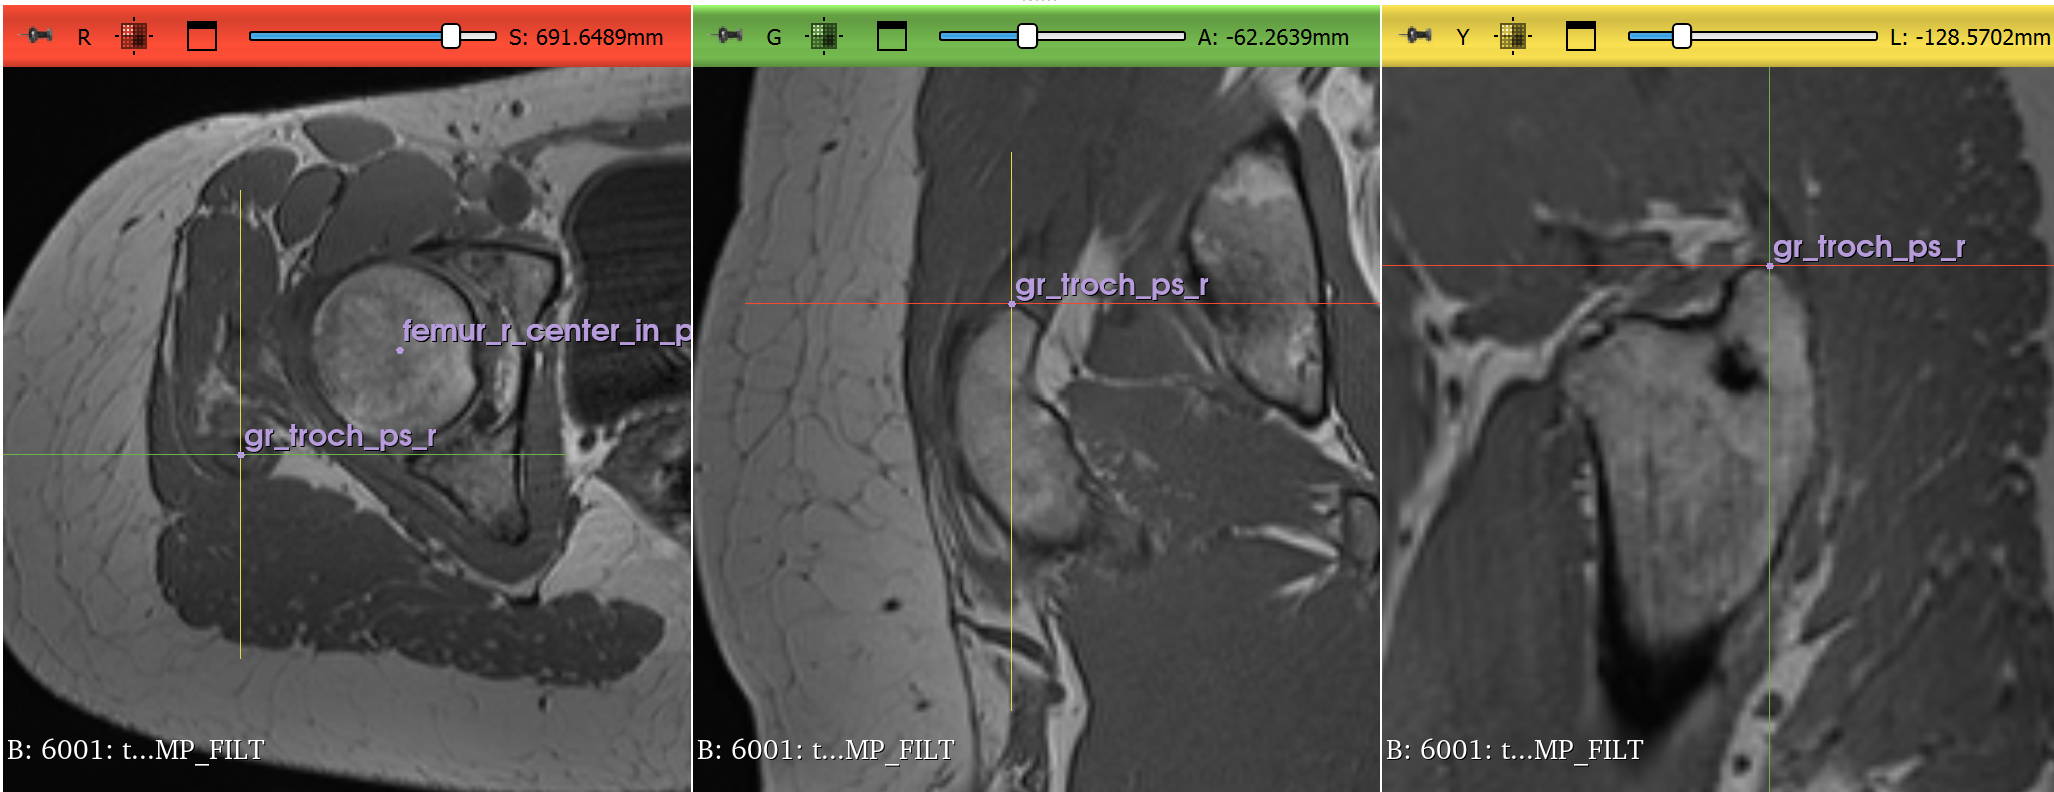 R S: 691.6489mm
G A: -62.2639mm
Y L: -128.5702mm
femur_r_center_in_p
gr_troch_ps_r
B: 6001: t...MP_FILT
gr_troch_ps_r
B: 6001: t...MP_FILT
gr_troch_ps_r
B: 6001: t...MP_FILT